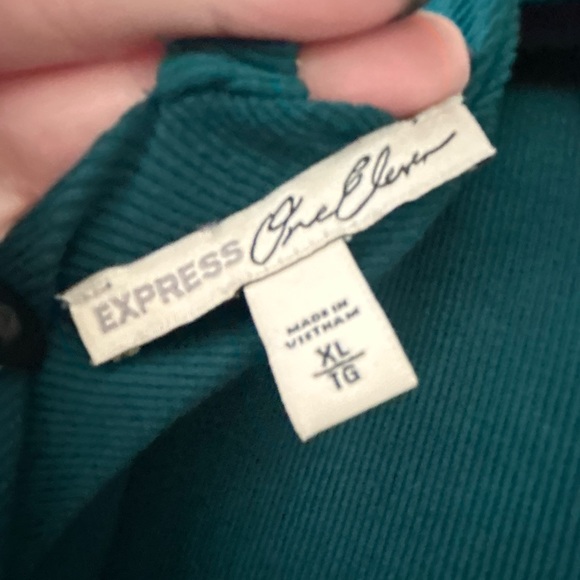 EXPRESS One Eleven
MADE IN
VIETNAM
XL
TG